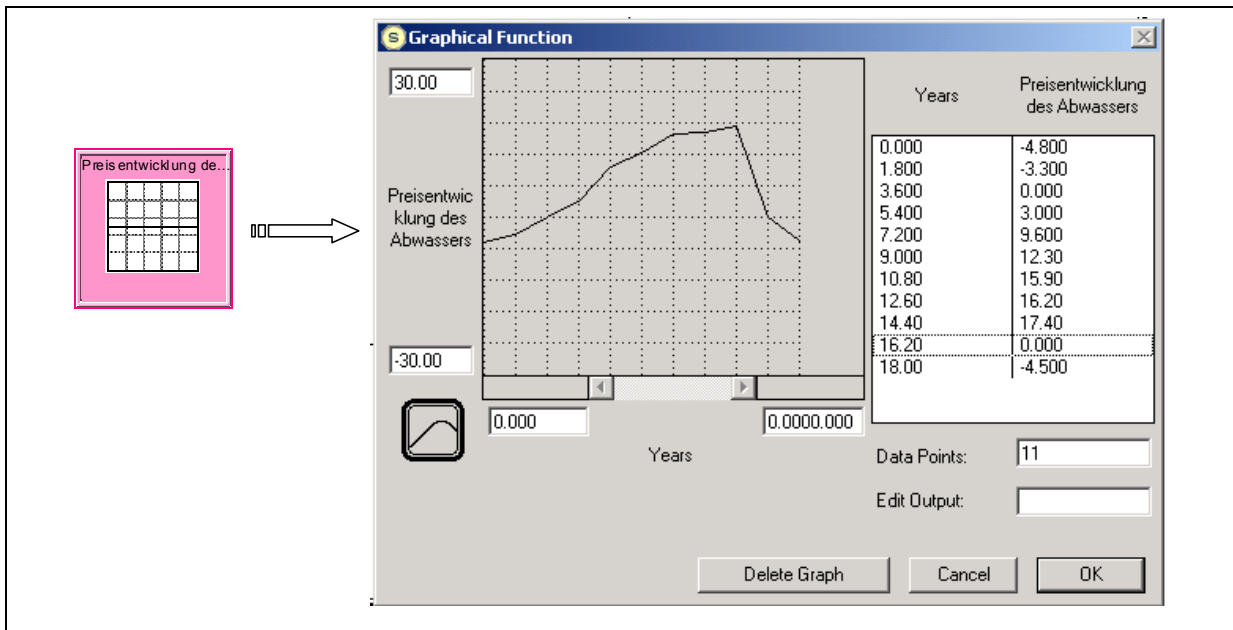 Graphical Function
Preisentwicklung de...
30.00
Preisentwic
klung des
Abwassers
-30.00
0.000
0.0000.000
Years
Years
Preisentwicklung
des Abwassers
0.000 -4.800
1.800 -3.300
3.600 0.000
5.400 3.000
7.200 9.600
9.000 12.30
10.80 15.90
12.60 16.20
14.40 17.40
16.20 0.000
18.00 -4.500
Data Points: 11
Edit Output:
Delete Graph
Cancel
OK